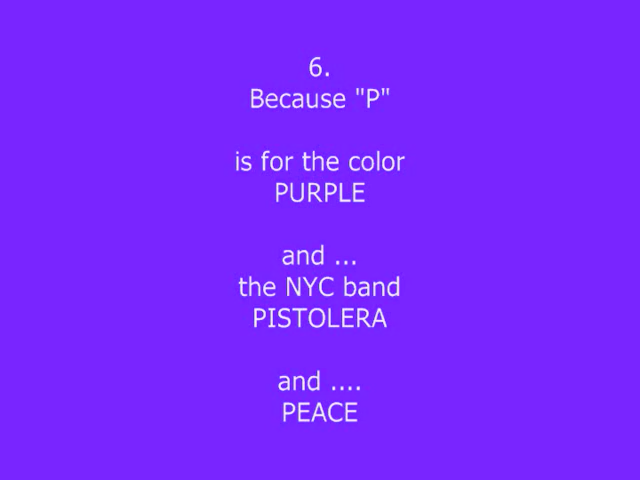 6.
Because "P"
is for the color
PURPLE
and ...
the NYC band
PISTOLERA
and ....
PEACE